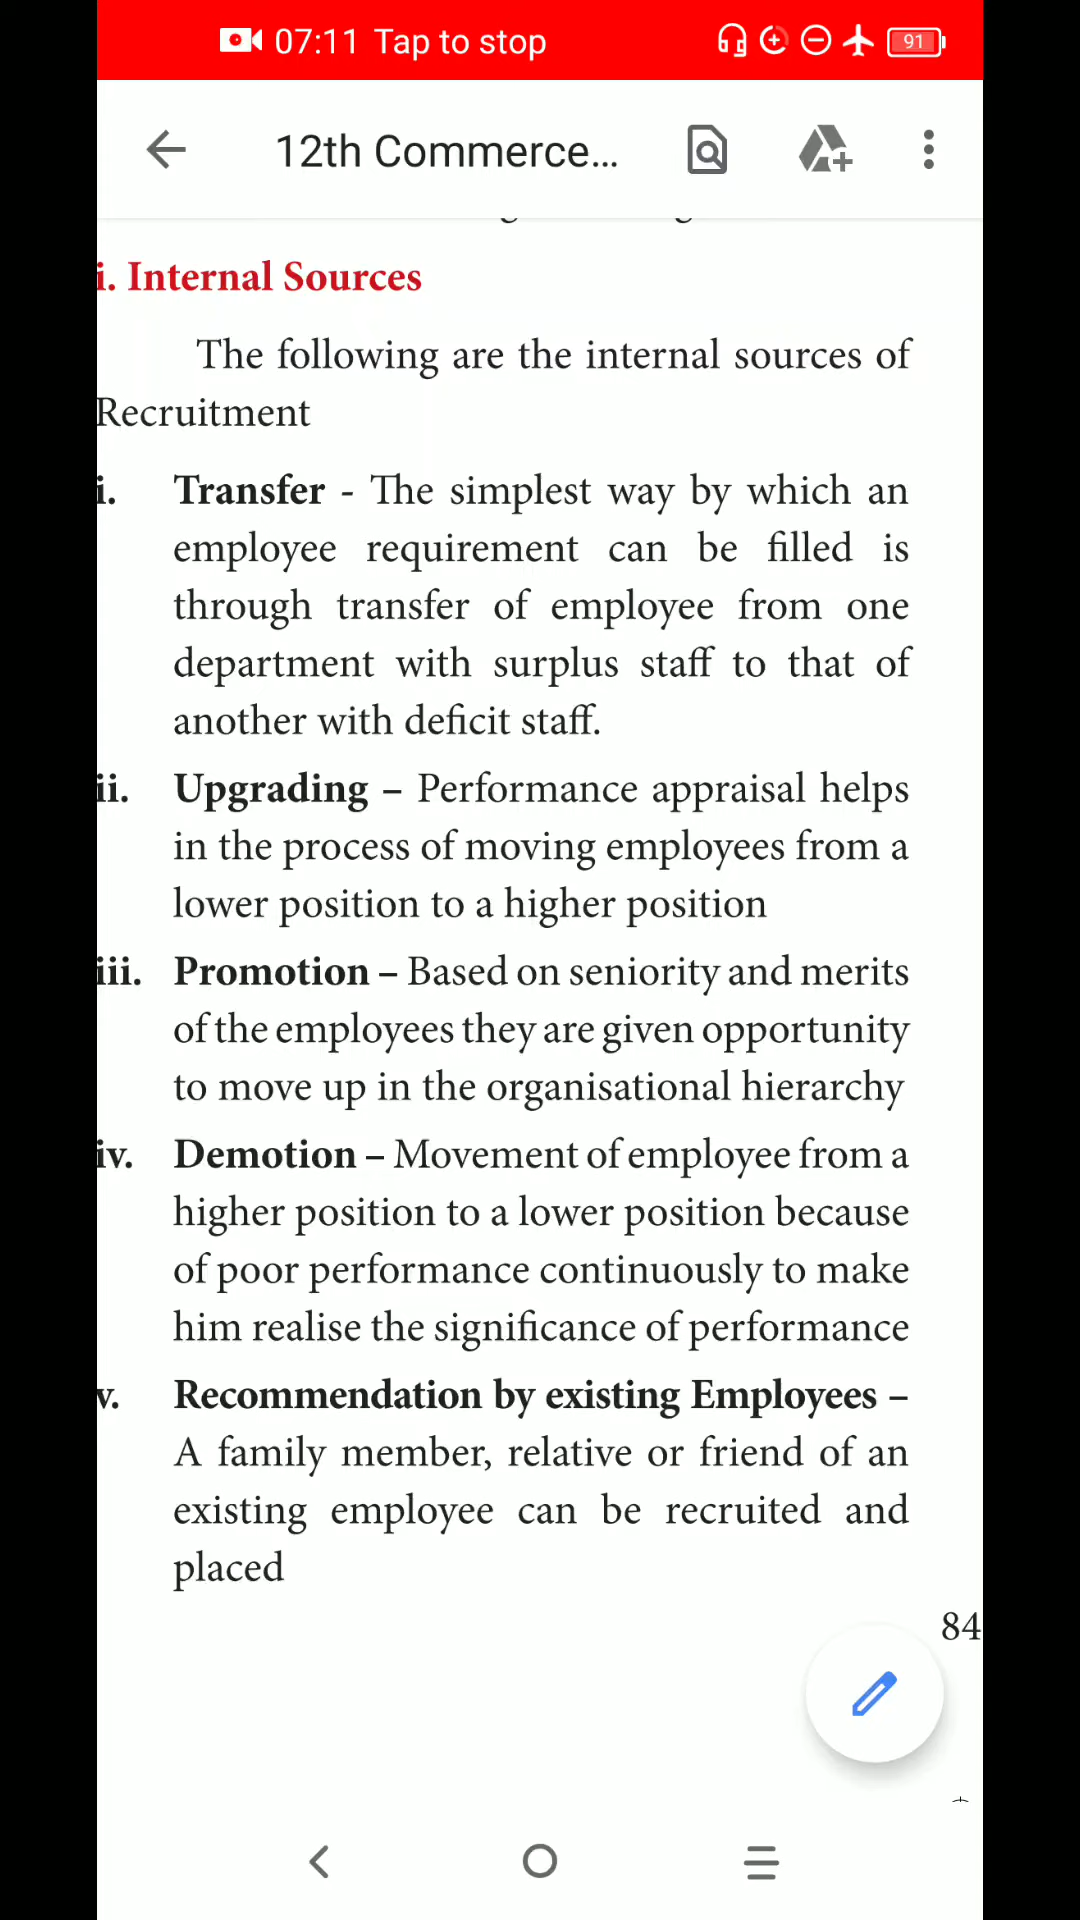 07:11 Tap to stop
91
12th Commerce...
i. Internal Sources
The following are the internal sources of
Recruitment
i. Transfer - The simplest way by which an
employee requirement can be filled is
through transfer of employee from one
department with surplus staff to that of
another with deficit staff.
ii. Upgrading – Performance appraisal helps
in the process of moving employees from a
lower position to a higher position
iii. Promotion – Based on seniority and merits
of the employees they are given opportunity
to move up in the organisational hierarchy
iv. Demotion – Movement of employee from a
higher position to a lower position because
of poor performance continuously to make
him realise the significance of performance
v. Recommendation by existing Employees –
A family member, relative or friend of an
existing employee can be recruited and
placed
84